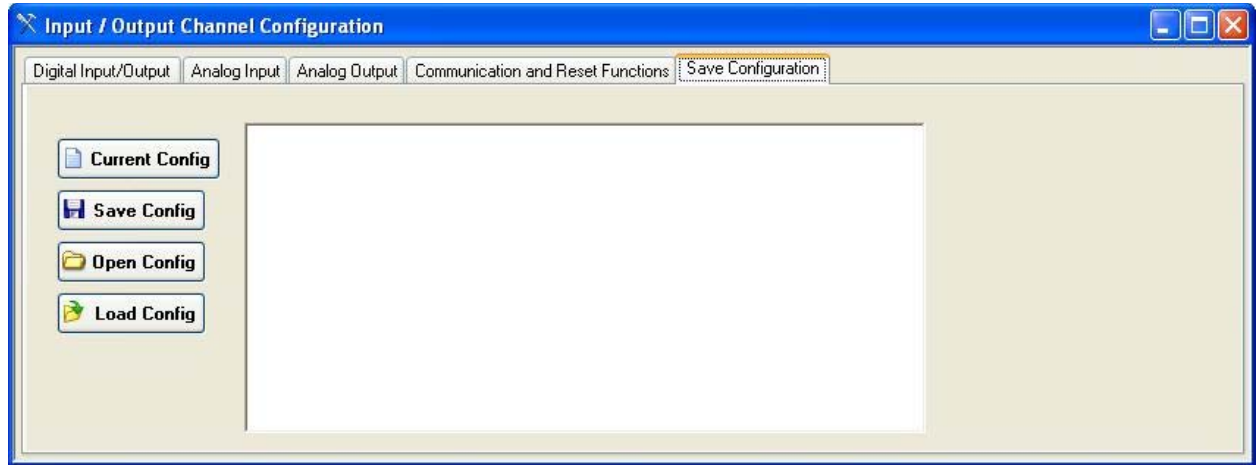 Input / Output Channel Configuration
Digital Input/Output Analog Input Analog Output Communication and Reset Functions Save Configuration
Current Config
Save Config
Open Config
Load Config